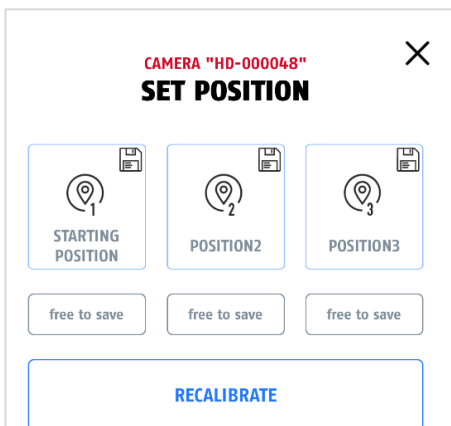 CAMERA "HD-000048"
SET POSITION
1
2
3
STARTING
POSITION
POSITION2
POSITION3
free to save
free to save
free to save
RECALIBRATE